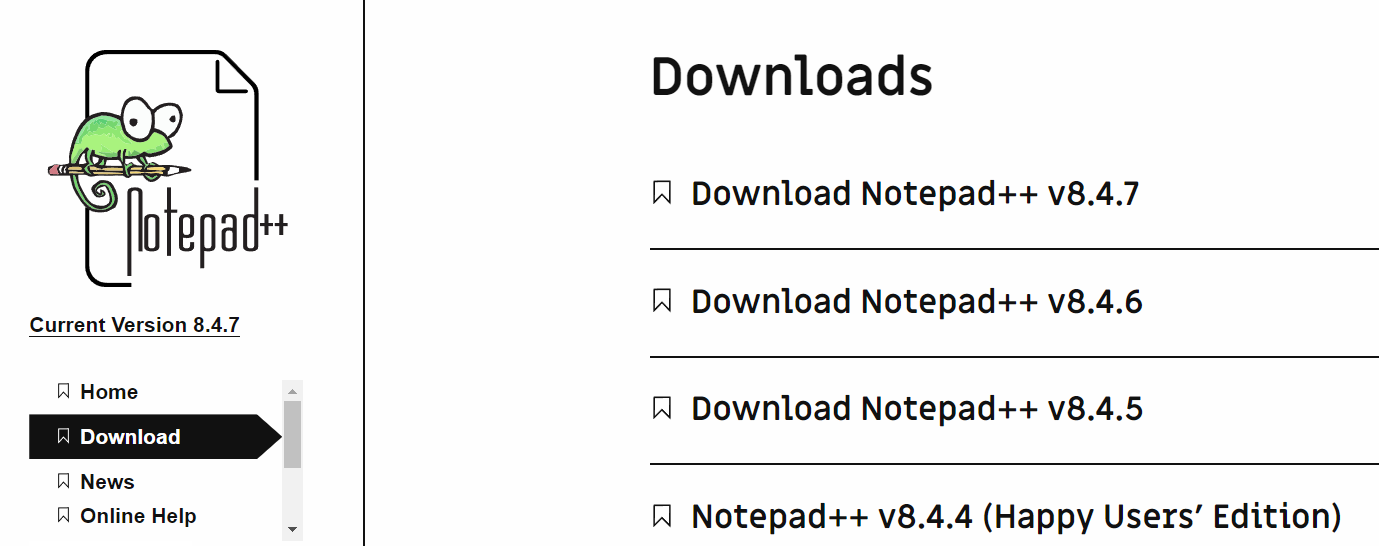 Notepad++
Current Version 8.4.7
Home
Download
News
Online Help
Downloads
Download Notepad++ v8.4.7
Download Notepad++ v8.4.6
Download Notepad++ v8.4.5
Notepad++ v8.4.4 (Happy Users’ Edition)